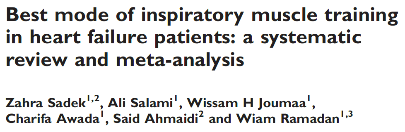 Best mode of inspiratory muscle training
in heart failure patients: a systematic
review and meta-analysis
Zahra Sadek1,2, Ali Salami1, Wissam H Joumaa1,
Charifa Awada1, Said Ahmaidi2 and Wiam Ramadan1,3